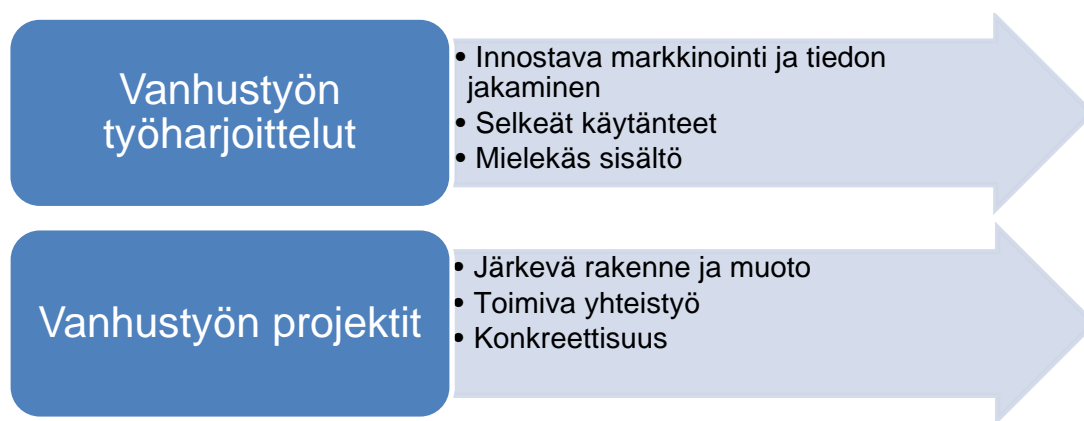 Vanhustyön
työharjoittelut
• Innostava markkinointi ja tiedon
jakaminen
• Selkeät käytänteet
• Mielekäs sisältö
Vanhustyön projektit
• Järkevä rakenne ja muoto
• Toimiva yhteistyö
• Konkreettisuus